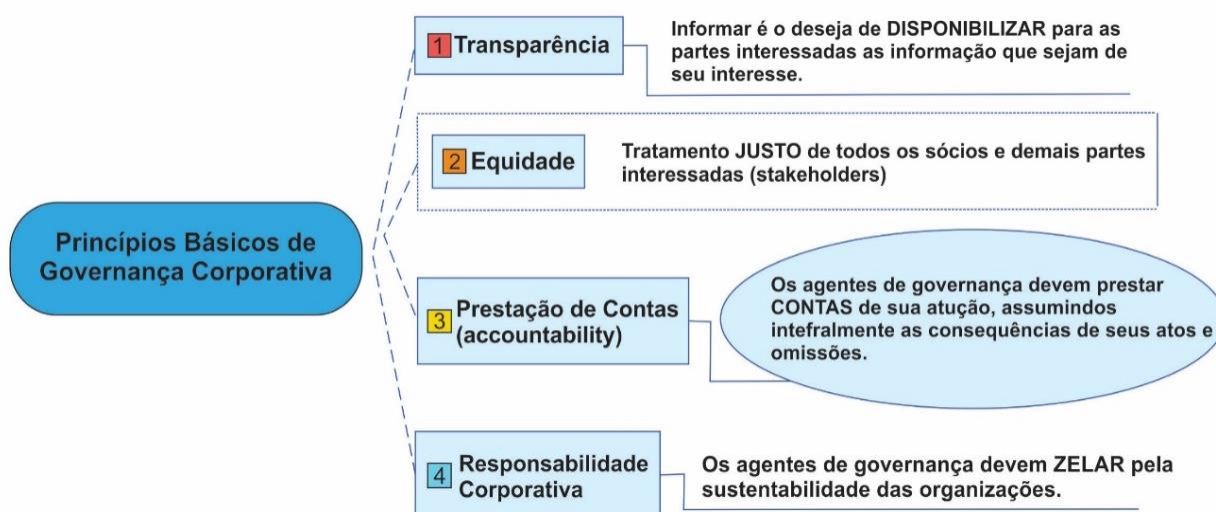 Princípios Básicos de
Governança Corporativa
1 Transparência
Informar é o deseja de DISPONIBILIZAR para as
partes interessadas as informação que sejam de
seu interesse.
2 Equidade
Tratamento JUSTO de todos os sócios e demais partes
interessadas (stakeholders)
3 Prestação de Contas
(accountability)
Os agentes de governança devem prestar
CONTAS de sua atução, assumindos
intefralmente as consequências de seus atos e
omissões.
4 Responsabilidade
Corporativa
Os agentes de governança devem ZELAR pela
sustentabilidade das organizações.